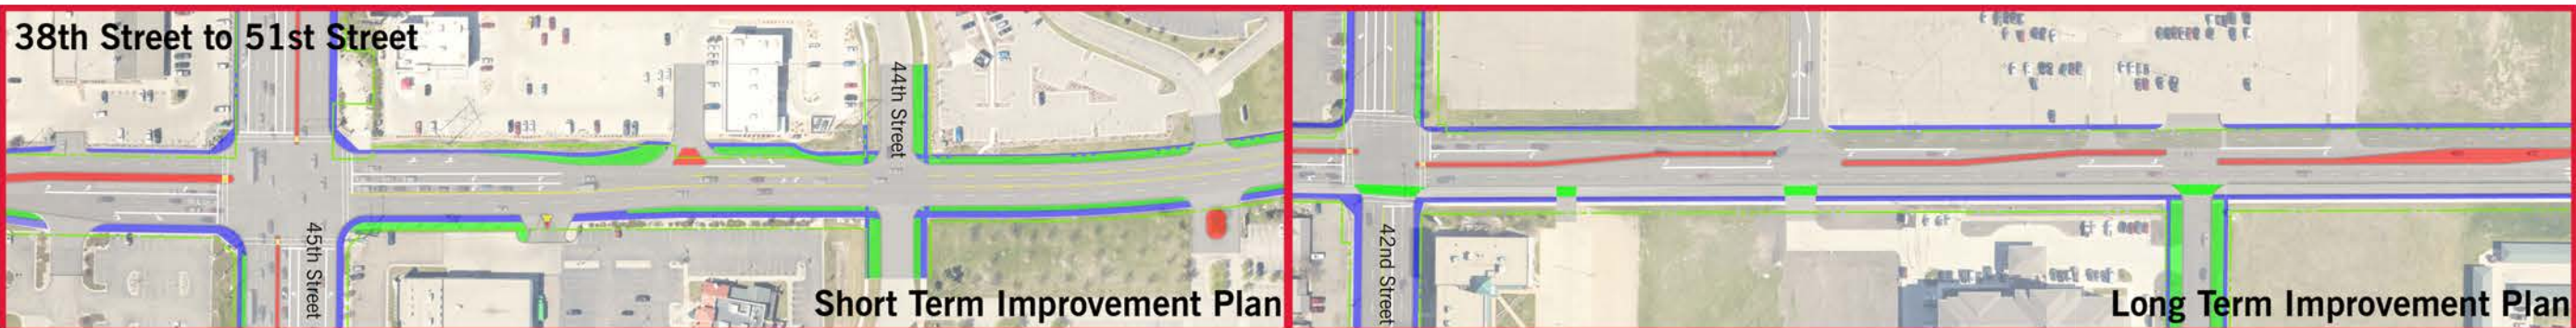 38th Street to 51st Street
44th Street
45th Street
Short Term Improvement Plan
42nd Street
Long Term Improvement Plan